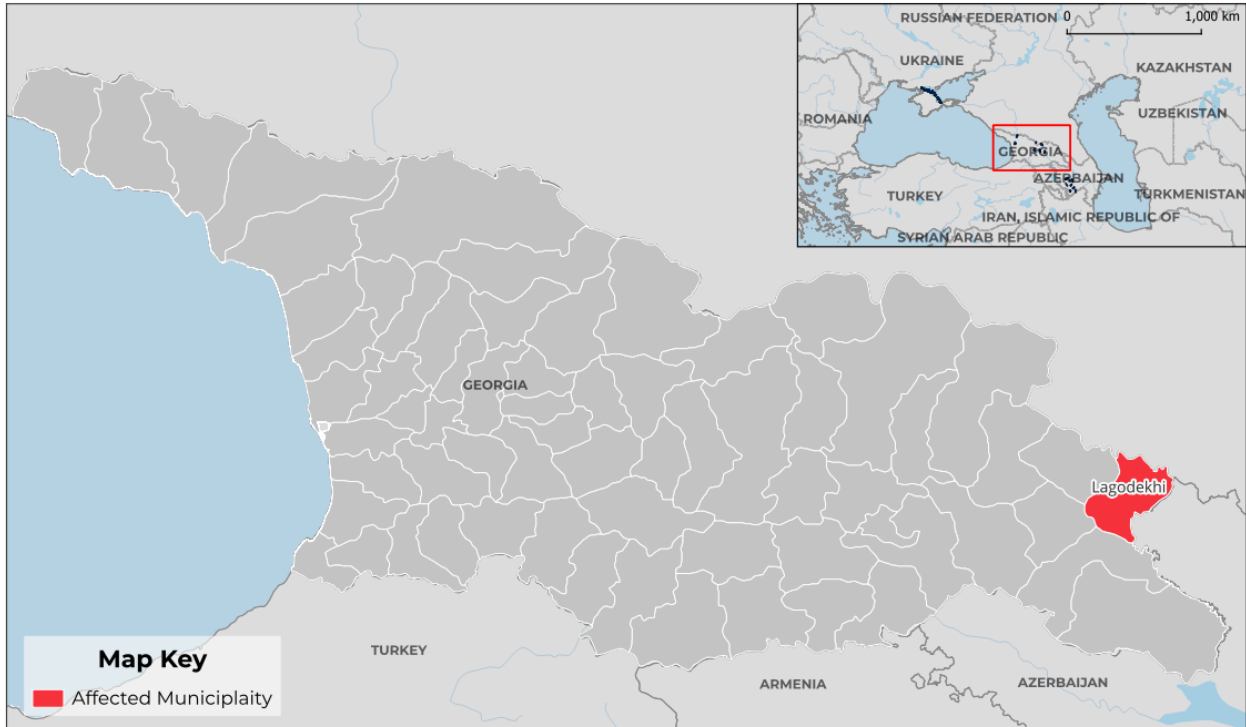 RUSSIAN FEDERATION
0 1,000 km
UKRAINE
KAZAKHSTAN
ROMANIA
UZBEKISTAN
GEORGIA
AZERBAIJAN
TURKEY
TURKMENISTAN
IRAN, ISLAMIC REPUBLIC OF
SYRIAN ARAB REPUBLIC
GEORGIA
Lagodekhi
TURKEY
ARMENIA
AZERBAIJAN
Map Key
Affected Municiplaity